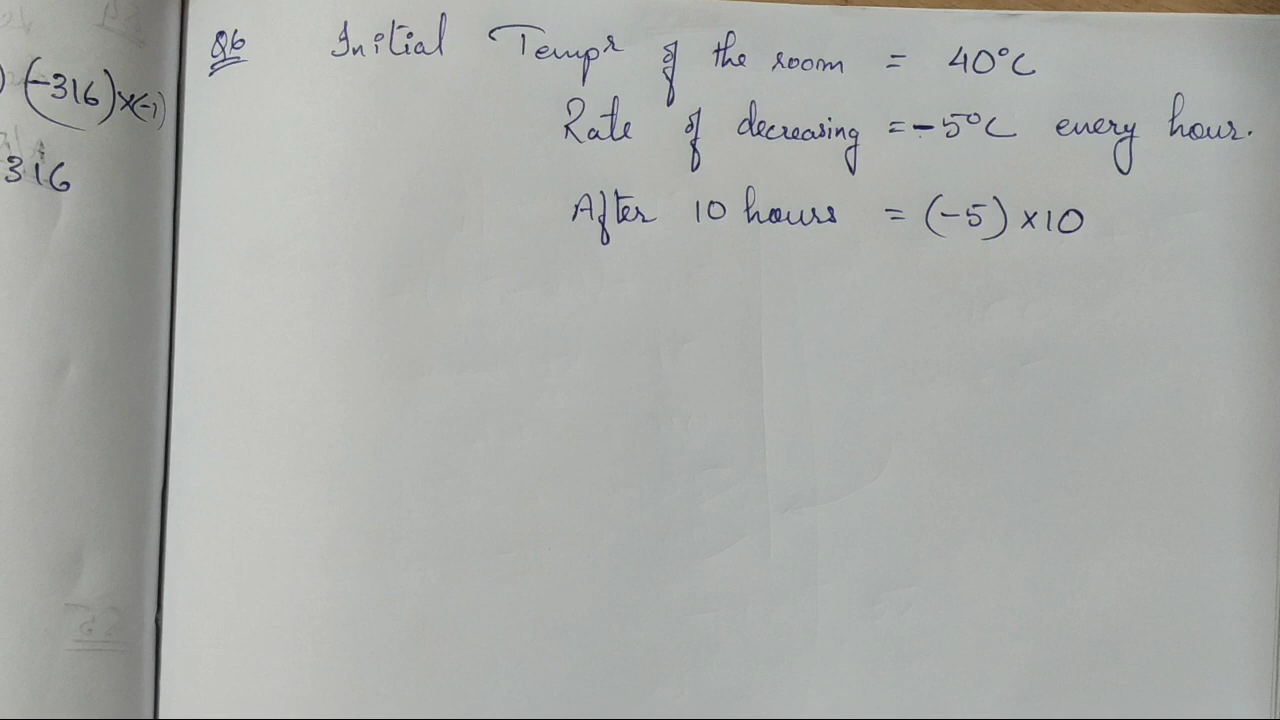 (-316)×(-1)
316
Q6 Initial Tempr of the room = 40°C
Rate of decreasing = -5°C every hour.
After 10 hours = (-5) × 10